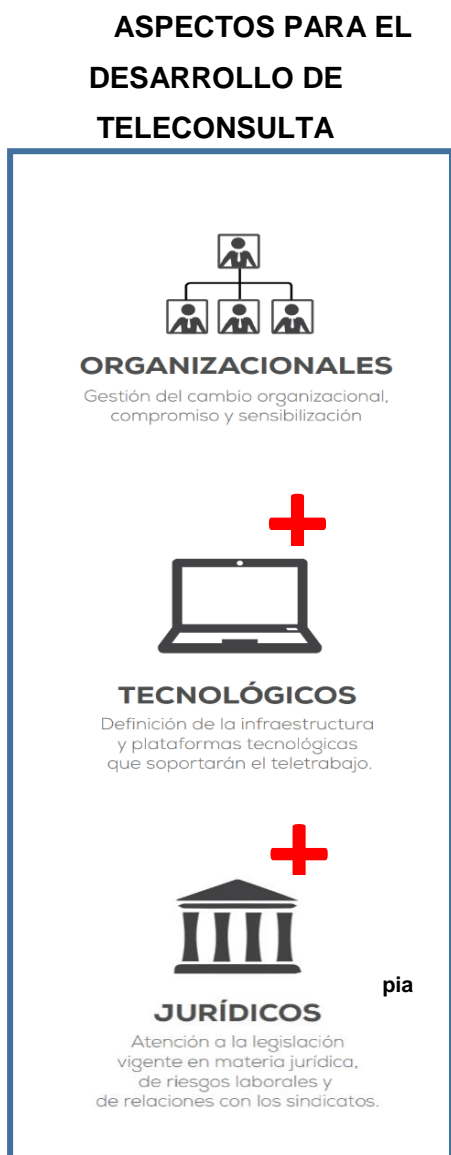 ASPECTOS PARA EL
DESARROLLO DE
TELECONSULTA
ORGANIZACIONALES
Gestión del cambio organizacional,
compromiso y sensibilización
TECNOLÓGICOS
Definición de la infraestructura
y plataformas tecnológicas
que soportarán el teletrabajo.
pia
JURÍDICOS
Atención a la legislación
vigente en materia jurídica,
de riesgos laborales y
de relaciones con los sindicatos.